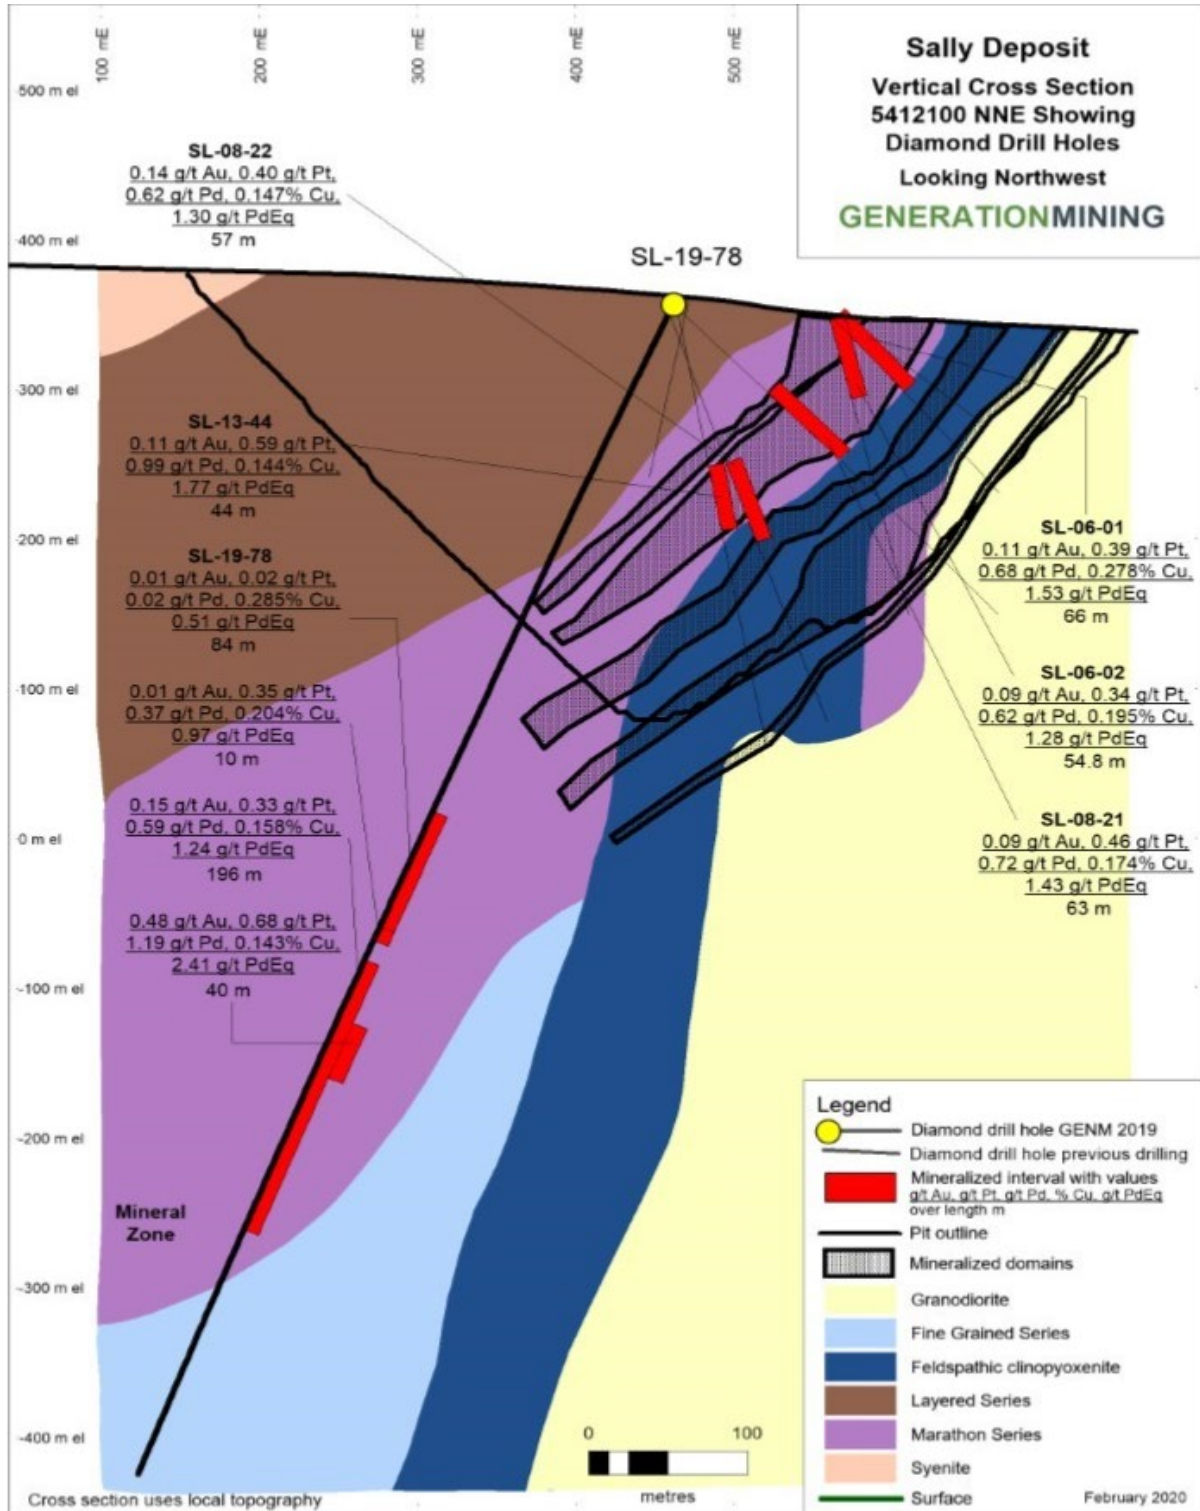 100 mE
200 mE
300 mE
400 mE
500 mE
Sally Deposit
Vertical Cross Section
5412100 NNE Showing
Diamond Drill Holes
Looking Northwest
GENERATIONMINING
500 m el
400 m el
300 m el
200 m el
100 m el
0 m el
-100 m el
-200 m el
-300 m el
-400 m el
SL-08-22
0.14 g/t Au, 0.40 g/t Pt,
0.62 g/t Pd, 0.147% Cu,
1.30 g/t PdEq
57 m
SL-19-78
SL-13-44
0.11 g/t Au, 0.59 g/t Pt,
0.99 g/t Pd, 0.144% Cu,
1.77 g/t PdEq
44 m
SL-19-78
0.01 g/t Au, 0.02 g/t Pt,
0.02 g/t Pd, 0.285% Cu,
0.51 g/t PdEq
84 m
0.01 g/t Au, 0.35 g/t Pt,
0.37 g/t Pd, 0.204% Cu,
0.97 g/t PdEq
10 m
0.15 g/t Au, 0.33 g/t Pt,
0.59 g/t Pd, 0.158% Cu,
1.24 g/t PdEq
196 m
0.48 g/t Au, 0.68 g/t Pt,
1.19 g/t Pd, 0.143% Cu,
2.41 g/t PdEq
40 m
SL-06-01
0.11 g/t Au, 0.39 g/t Pt,
0.68 g/t Pd, 0.278% Cu,
1.53 g/t PdEq
66 m
SL-06-02
0.09 g/t Au, 0.34 g/t Pt,
0.62 g/t Pd, 0.195% Cu,
1.28 g/t PdEq
54.8 m
SL-08-21
0.09 g/t Au, 0.46 g/t Pt,
0.72 g/t Pd, 0.174% Cu,
1.43 g/t PdEq
63 m
Mineral
Zone
Legend
Diamond drill hole GENM 2019
Diamond drill hole previous drilling
Mineralized interval with values
g/t Au, g/t Pt, g/t Pd, % Cu, g/t PdEq
over length m
Pit outline
Mineralized domains
Granodiorite
Fine Grained Series
Feldspathic clinopyoxenite
Layered Series
Marathon Series
Syenite
Surface
February 2020
0 100
metres
Cross section uses local topography